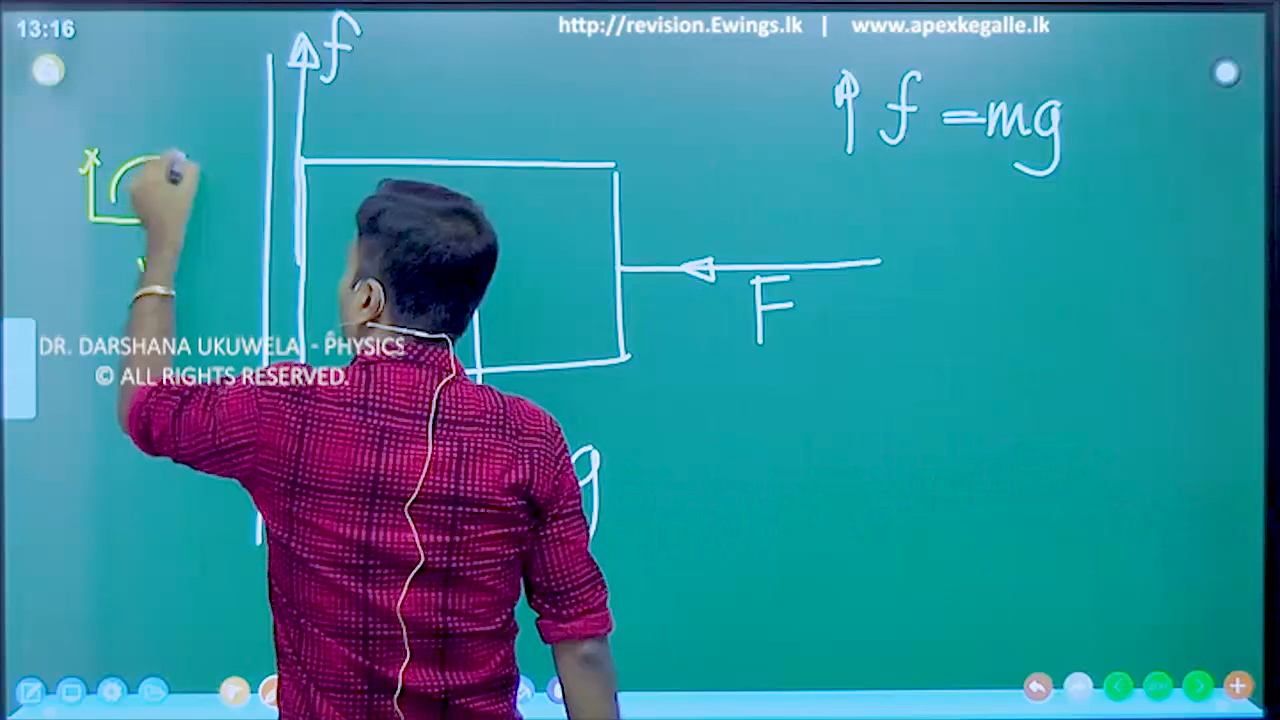 13:16
http://revision.Ewings.lk | www.apexkegalle.lk
f
↑ f = mg
x
F
DR. DARSHANA UKUWELA - PHYSICS
© ALL RIGHTS RESERVED.
g